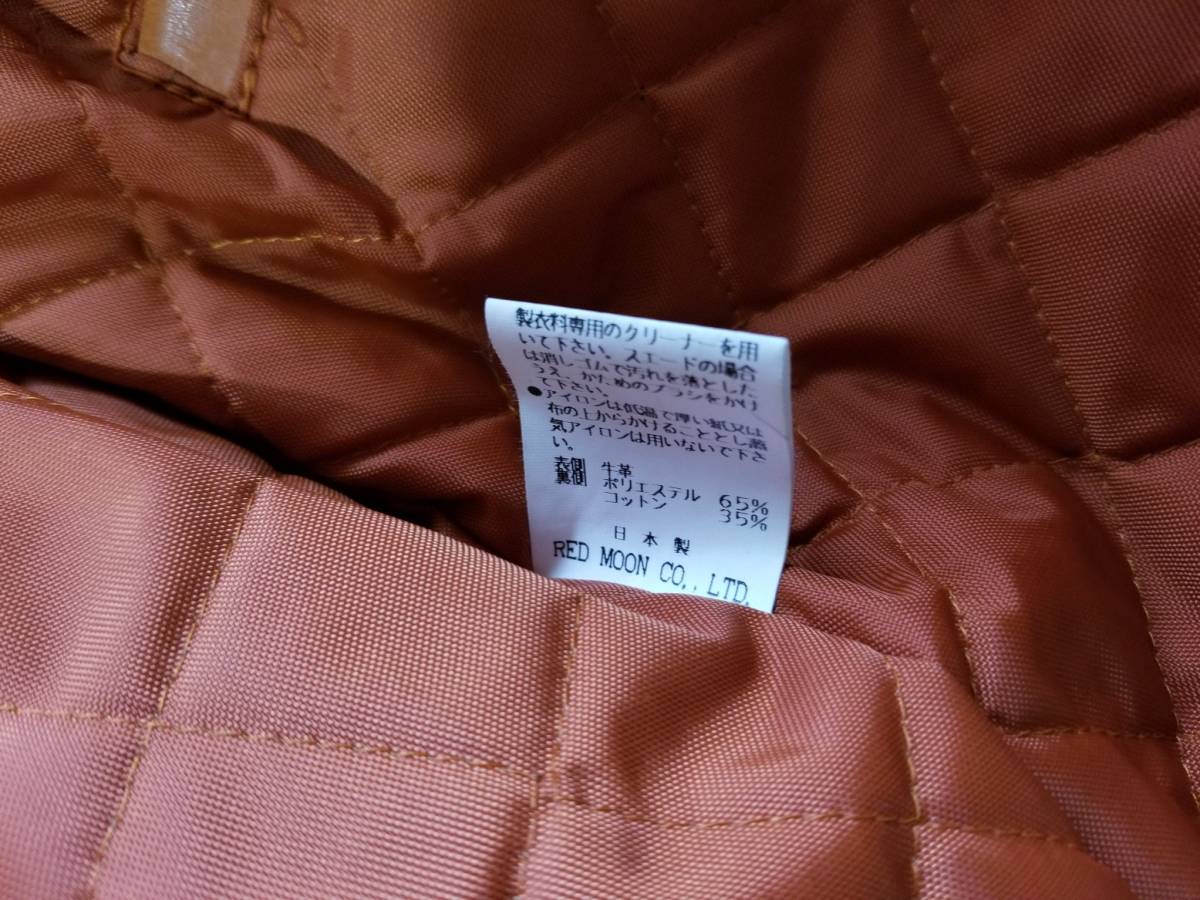 製衣料専用のクリーナーを用
いて下さい。スエードの場合
は消しゴムで汚れを落とした
うえ、かためのブラシをかけ
て下さい。
●アイロンは低温で厚い紙又は
布の上からかけることとし蒸
気アイロンは用いないで下さ
い。
表側 牛革
裏側 ポリエステル 65%
コットン 35%
日本製
RED MOON CO., LTD.